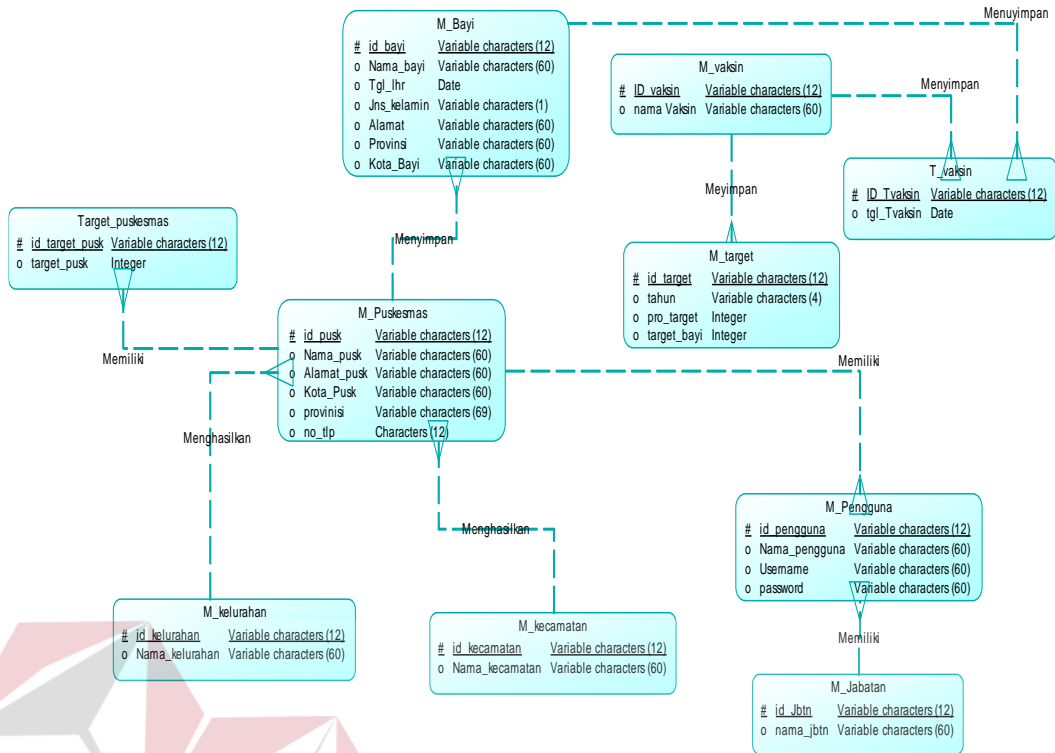 Menuyimpan
M_Bayi
# id_bayi Variable characters (12)
o Nama_bayi Variable characters (60)
o Tgl_lhr Date
o Jns_kelamin Variable characters (1)
o Alamat Variable characters (60)
o Provinsi Variable characters (60)
o Kota_Bayi Variable characters (60)
M_vaksin
# ID_vaksin Variable characters (12)
o nama Vaksin Variable characters (60)
Menyimpan
T_vaksin
# ID_Tvaksin Variable characters (12)
o tgl_Tvaksin Date
Meyimpan
Target_puskesmas
# id_target_pusk Variable characters (12)
o target_pusk Integer
Menyimpan
M_target
# id_target Variable characters (12)
o tahun Variable characters (4)
o pro_target Integer
o target_bayi Integer
M_Puskesmas
# id_pusk Variable characters (12)
o Nama_pusk Variable characters (60)
o Alamat_pusk Variable characters (60)
o Kota_Pusk Variable characters (60)
o provinisi Variable characters (69)
o no_tlp Characters (12)
Memiliki
Memiliki
Menghasilkan
Menghasilkan
M_Pengguna
# id_pengguna Variable characters (12)
o Nama_pengguna Variable characters (60)
o Username Variable characters (60)
o password Variable characters (60)
M_kelurahan
# id_kelurahan Variable characters (12)
o Nama_kelurahan Variable characters (60)
M_kecamatan
# id_kecamatan Variable characters (12)
o Nama_kecamatan Variable characters (60)
Memiliki
M_Jabatan
# id_Jbtn Variable characters (12)
o nama_jbtn Variable characters (60)